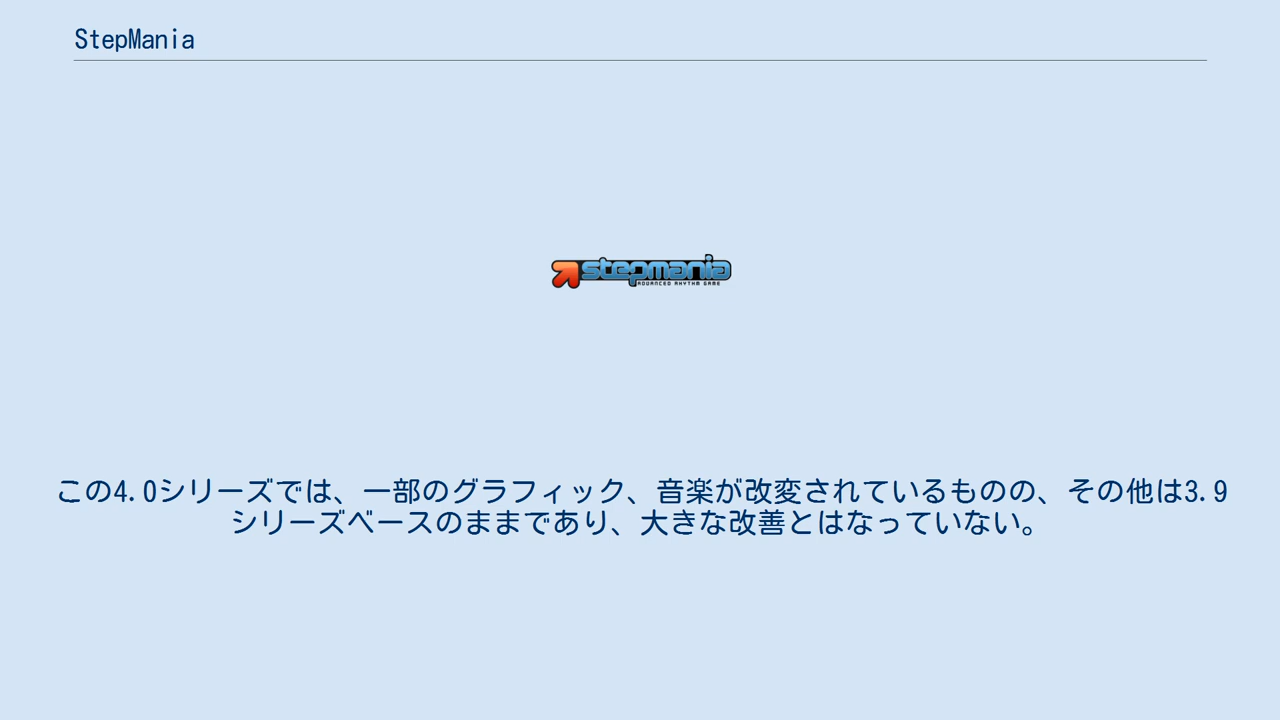 StepMania
stepmania
ADVANCED RHYTHM GAME
この4.0シリーズでは、一部のグラフィック、音楽が改変されているものの、その他は3.9
シリーズベースのままであり、大きな改善とはなっていない。